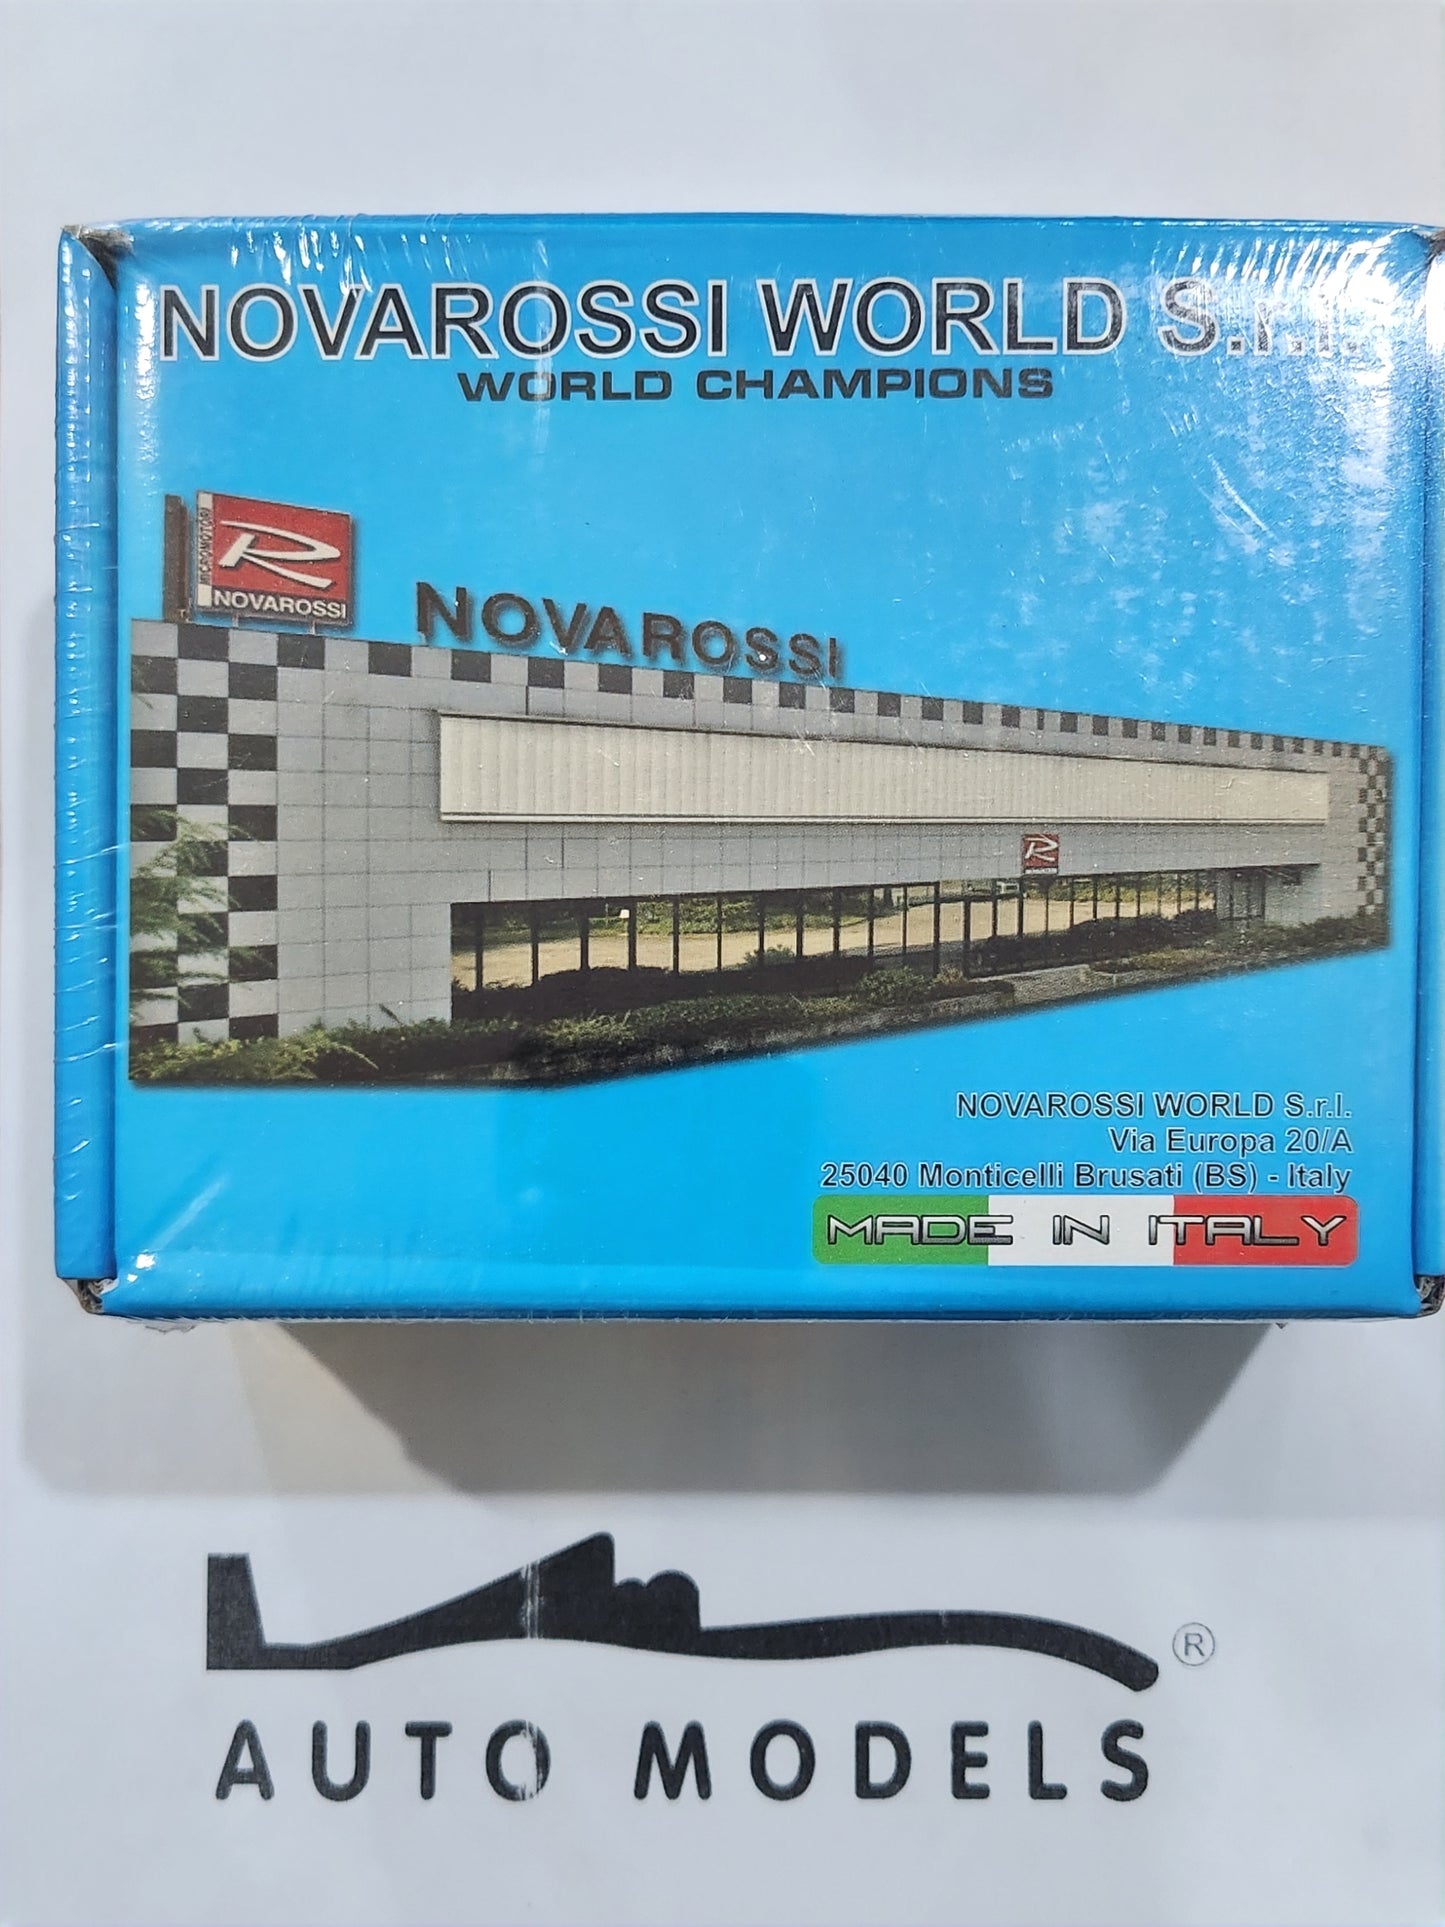 NOVAROSSI WORLD S.r.l.
WORLD CHAMPIONS
MICROMOTORI
R
NOVAROSSI
NOVAROSSI
R
NOVAROSSI WORLD S.r.l.
Via Europa 20/A
25040 Monticelli Brusati (BS) - Italy
MADE IN ITALY
®
AUTO MODELS